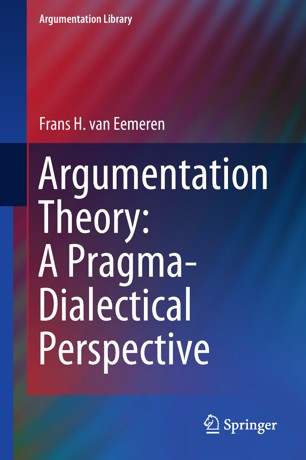 Argumentation Library
Frans H. van Eemeren
Argumentation
Theory:
A Pragma-
Dialectical
Perspective
Springer